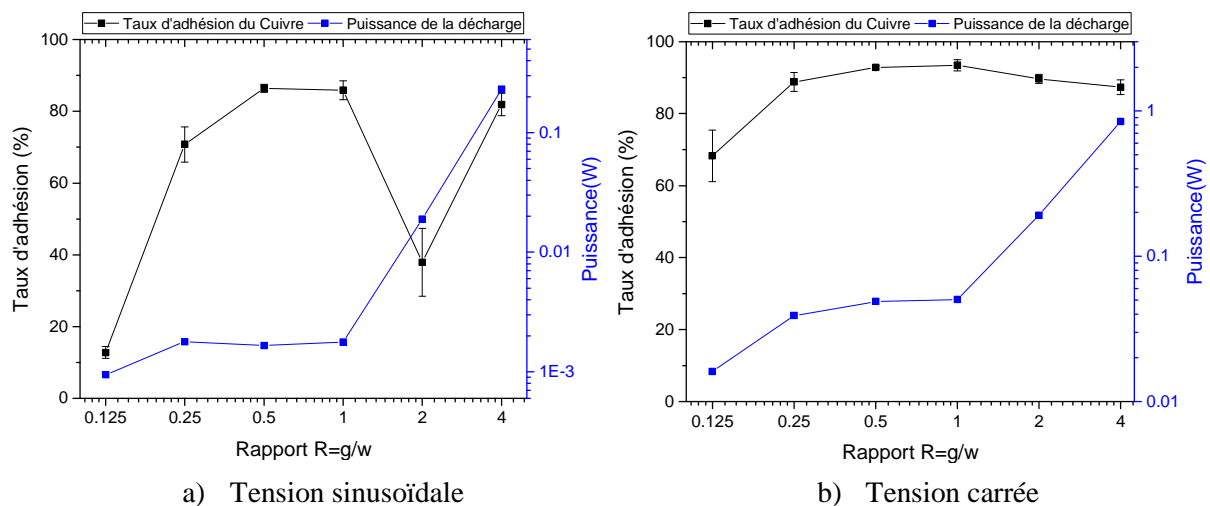 Taux d'adhésion du Cuivre
Puissance de la décharge
100
80
60
40
20
0
Taux d'adhésion (%)
0.1
0.01
1E-3
Puissance(W)
0.125 0.25 0.5 1 2 4
Rapport R=g/w
a) Tension sinusoïdale
Taux d'adhésion du Cuivre
Puissance de la décharge
100
80
60
40
20
0
Taux d'adhésion (%)
1
0.1
0.01
Puissance(W)
0.125 0.25 0.5 1 2 4
Rapport R=g/w
b) Tension carrée